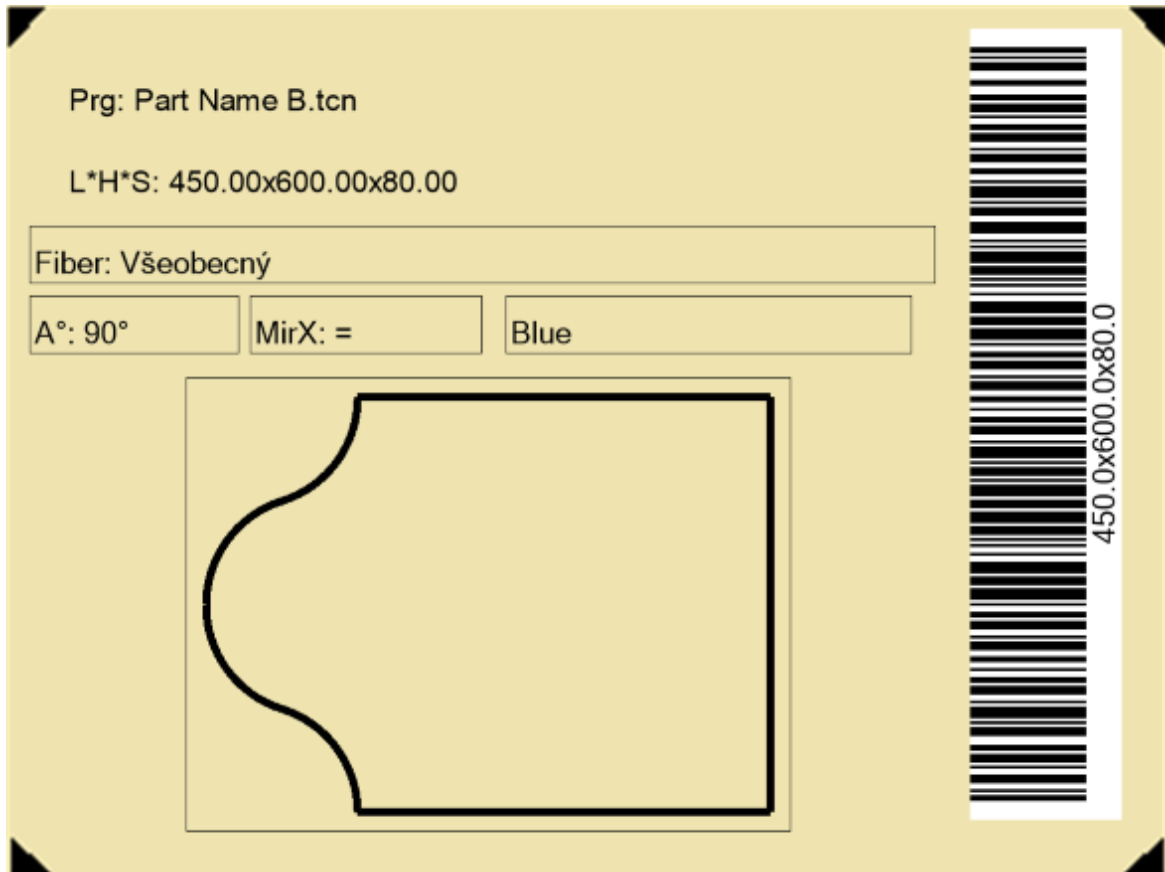 Prg: Part Name B.tcn
L*H*S: 450.00x600.00x80.00
Fiber: Všeobecný
A°: 90°
MirX: =
Blue
450.0x600.0x80.0